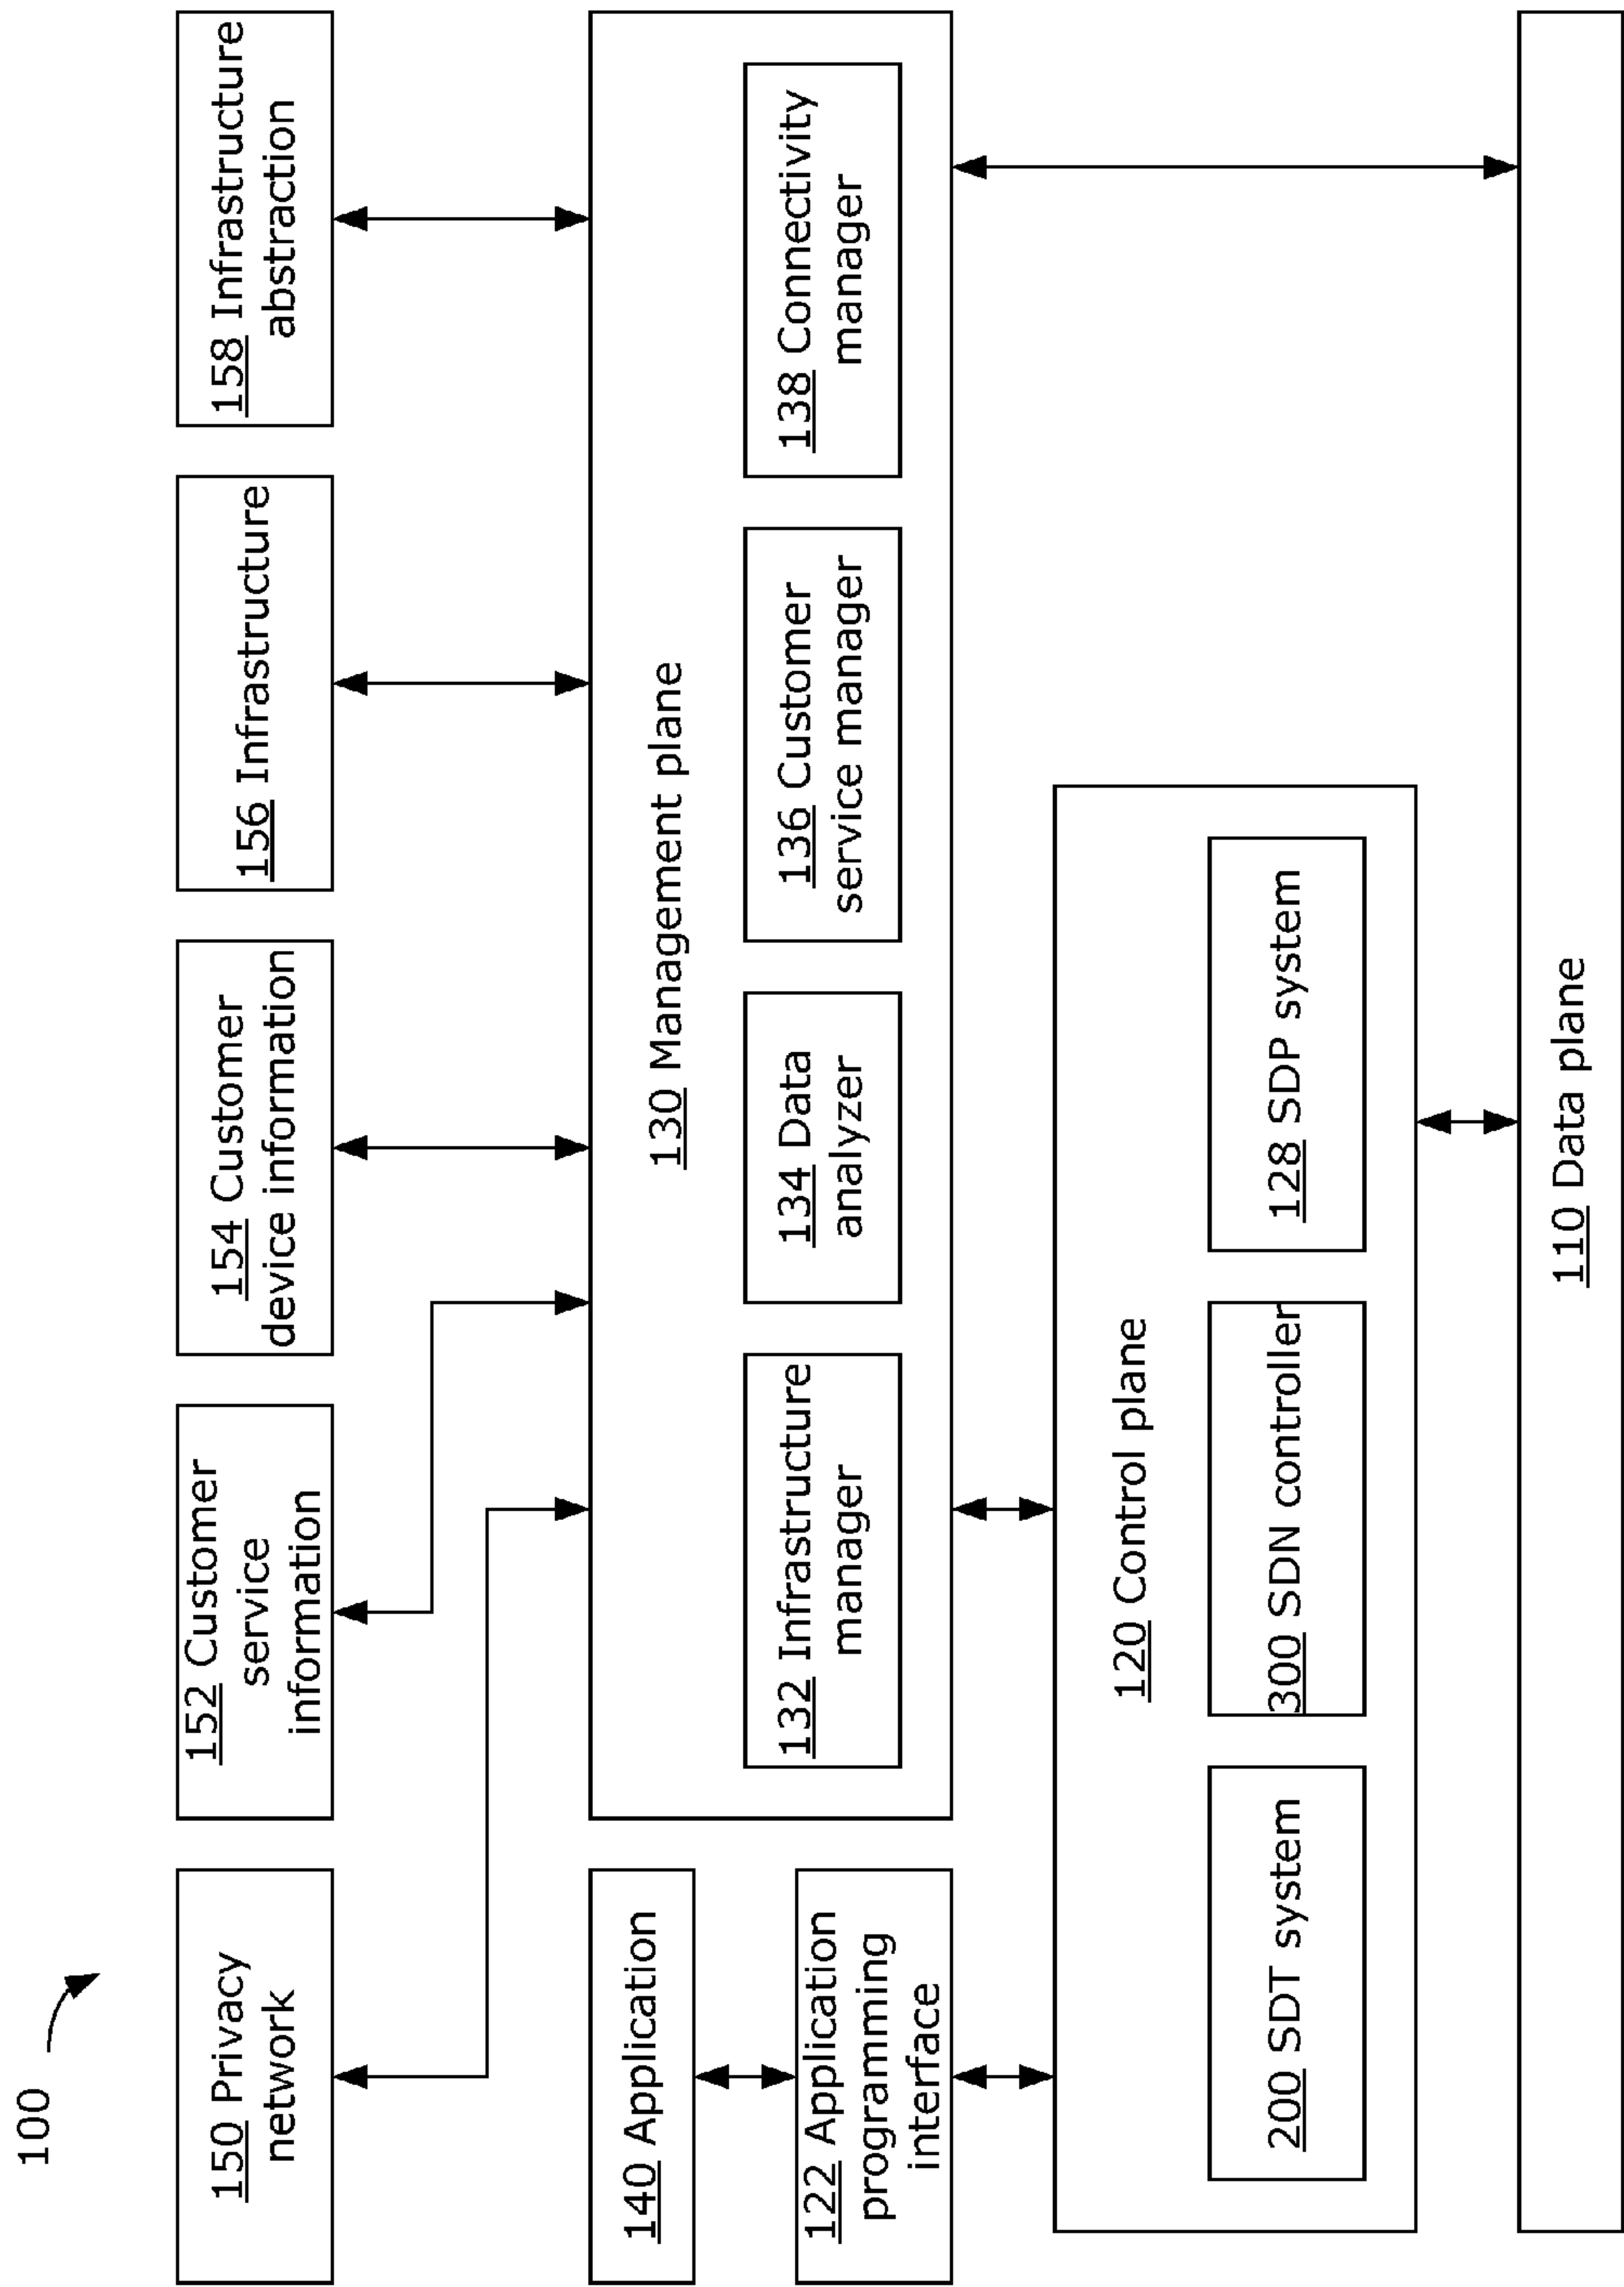 100
150 Privacy
network
152 Customer
service
information
154 Customer
device information
156 Infrastructure
158 Infrastructure
abstraction
140 Application
122 Application
programming
interface
130 Management plane
132 Infrastructure
manager
134 Data
analyzer
136 Customer
service manager
138 Connectivity
manager
120 Control plane
200 SDT system
300 SDN controller
128 SDP system
110 Data plane